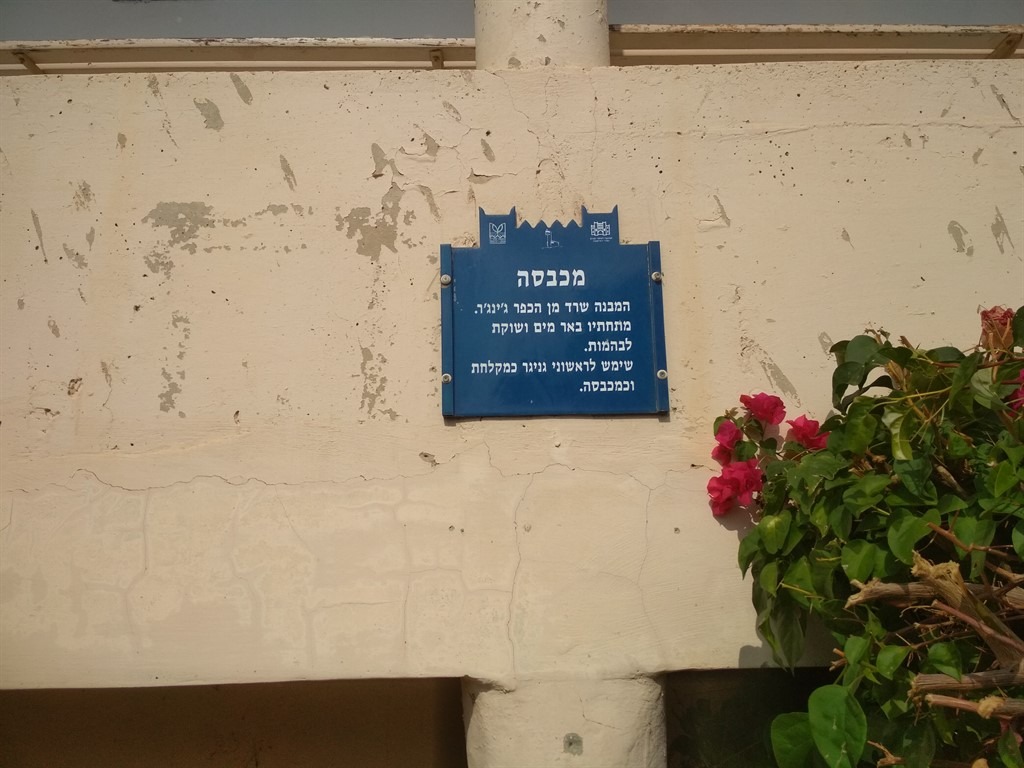 מכבסה
המבנה שרד מן הכפר ג'ינג'ר.
מתחתיו באר מים ושוקת
לבהמות.
שימש לראשוני גניגר כמקלחת
וכמכבסה.